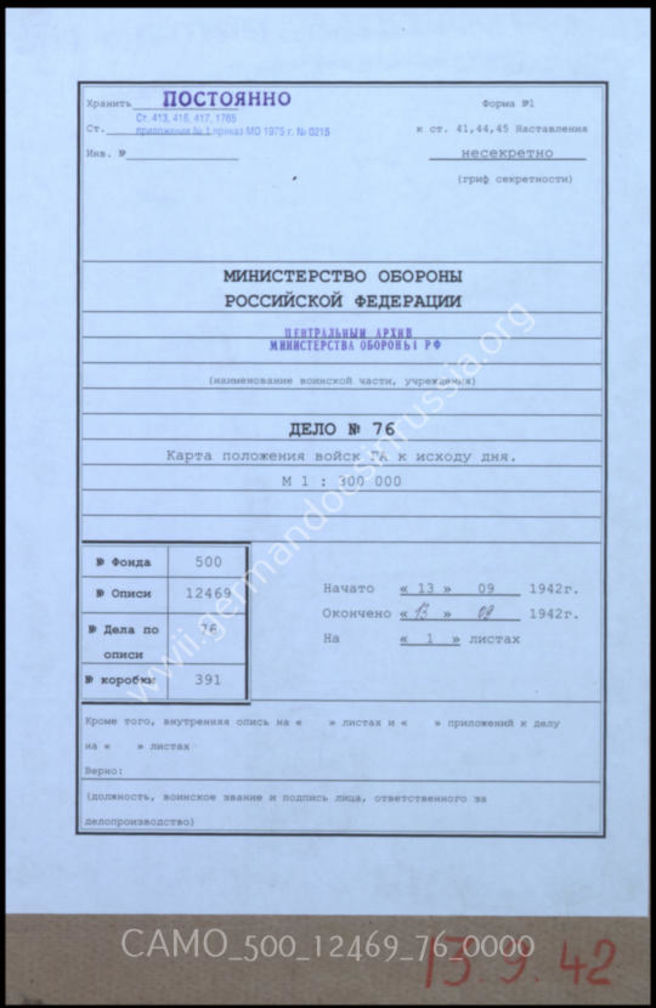 Хранить ПОСТОЯННО
Форма №1
Ст. 413, 416, 417, 1765
Ст. приложения № 1 приказ МО 1975 г. № 0215
к ст. 41,44,45 Наставления
Инв. №
несекретно
(гриф секретности)
МИНИСТЕРСТВО ОБОРОНЫ
РОССИЙСКОЙ ФЕДЕРАЦИИ
ЦЕНТРАЛЬНЫЙ АРХИВ
МИНИСТЕРСТВА ОБОРОНЫ РФ
(наименование воинской части, учреждения)
ДЕЛО № 76
Карта положения войск ГА к исходу дня.
М 1 : 300 000
№ Фонда 500
№ Описи 12469
№ Дела по описи 76
№ коробки 391
Начато « 13 » 09 1942г.
Окончено « 13 » 09 1942г.
На « 1 » листах
Кроме того, внутренняя опись на « » листах и « » приложений к делу
на « » листах
Верно:
(должность, воинское звание и подпись лица, ответственного за
делопроизводство)
wwii.germandocsinrussia.org
CAMO_500_12469_76_0000
13.9.42